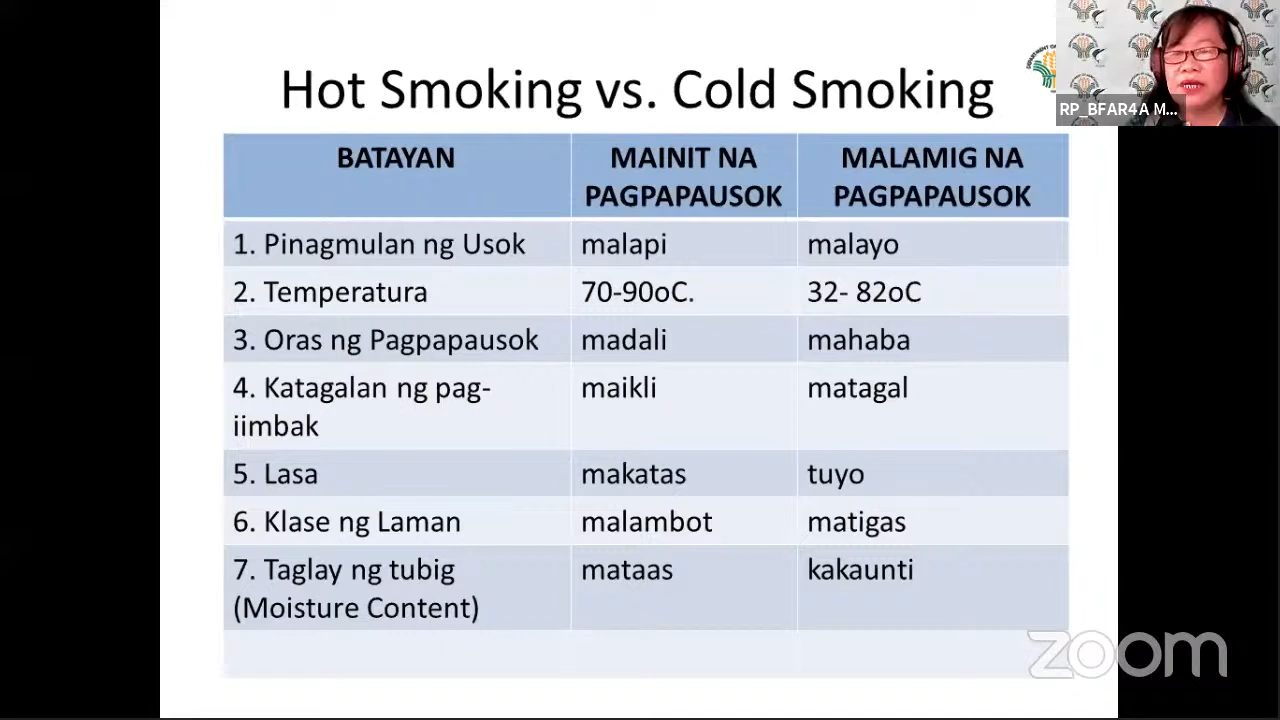 Hot Smoking vs. Cold Smoking
RP_BFAR4A M...
BATAYAN
MAINIT NA
PAGPAPAUSOK
MALAMIG NA
PAGPAPAUSOK
1. Pinagmulan ng Usok malapi malayo
2. Temperatura 70-90oC. 32- 82oC
3. Oras ng Pagpapausok madali mahaba
4. Katagalan ng pag- maikli matagal
iimbak
5. Lasa makatas tuyo
6. Klase ng Laman malambot matigas
7. Taglay ng tubig mataas kakaunti
(Moisture Content)
zoom